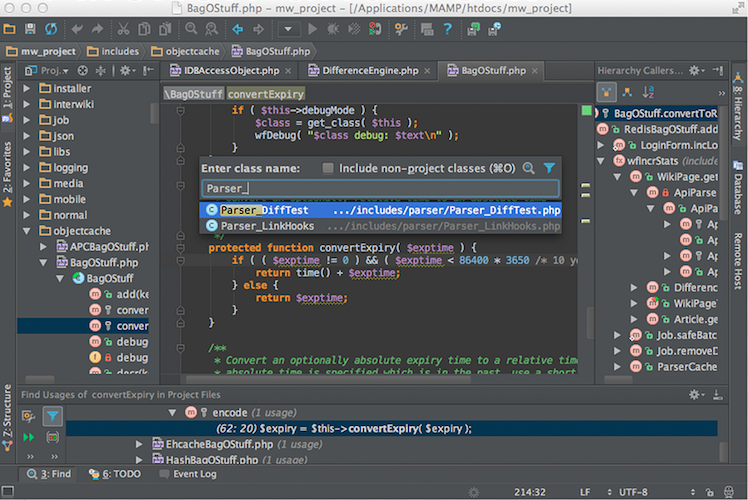 BagOStuff.php – mw_project – [/Applications/MAMP/htdocs/mw_project]
mw_project
includes
objectcache
BagOStuff.php
1: Project
2: Favorites
Z: Structure
Proj...
installer
interwiki
job
json
libs
logging
media
mobile
normal
objectcache
APCBagOStuff.ph
BagOStuff.php
BagOStuff
add(ke
conver
conver
debug
debug
IDBAccessObject.php
DifferenceEngine.php
BagOStuff.php
\BagOStuff
convertExpiry
if ( $this->debugMode ) {
$class = get_class( $this );
wfDebug( "$class debug: $text\n" );
}
Enter class name:
Include non-project classes (⌘O)
Parser_
Parser_DiffTest
.../includes/parser/Parser_DiffTest.php
Parser_LinkHooks
.../includes/parser/Parser_LinkHooks.php
*/
protected function convertExpiry( $exptime ) {
if ( ( $exptime != 0 ) && ( $exptime < 86400 * 3650 /* 10 ye
return time() + $exptime;
} else {
return $exptime;
}
}
/**
* Convert an optionally absolute expiry time to a relative tim
* absolute time is specified which is in the past, use a short
Hierarchy Callers...
BagOStuff.convertToR
RedisBagOStuff.add
LoginForm.incLo
wfIncrStats (include
WikiPage.get
ApiParse
ApiPa
Ap
Ap
Ap
Ap
Differenc
WikiPage
Article.ge
Job.safeBatc
Job.removeD
ParserCache
8: Hierarchy
Database
Remote Host
Find Usages of convertExpiry in Project Files
encode (1 usage)
(62: 20) $expiry = $this->convertExpiry( $expiry );
EhcacheBagOStuff.php (1 usage)
HashBagOStuff.php (1 usage)
3: Find
6: TODO
Event Log
214:32
LF
UTF-8